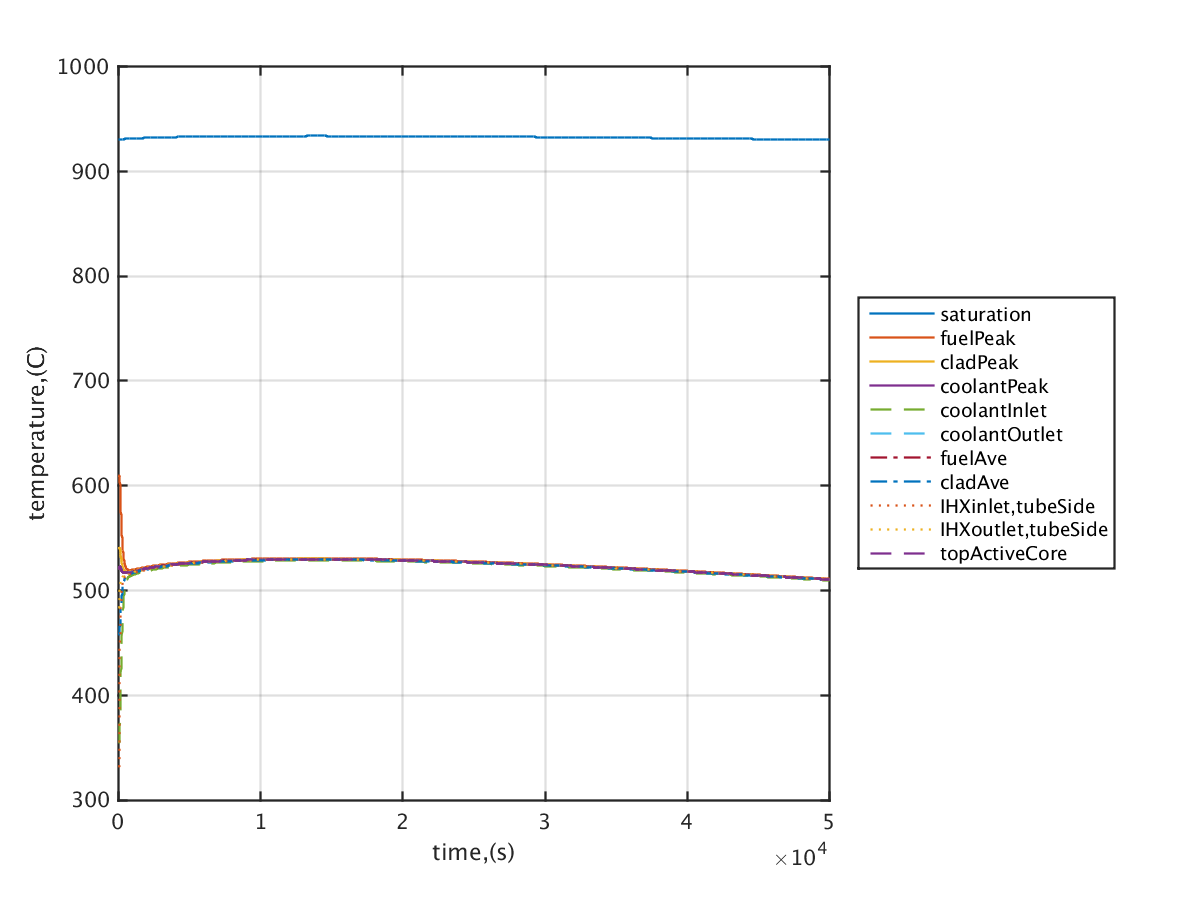 1000
900
800
700
600
500
400
300
temperature,(C)
0 1 2 3 4 5
×10^4
time,(s)
saturation
fuelPeak
cladPeak
coolantPeak
coolantInlet
coolantOutlet
fuelAve
cladAve
IHXinlet,tubeSide
IHXoutlet,tubeSide
topActiveCore